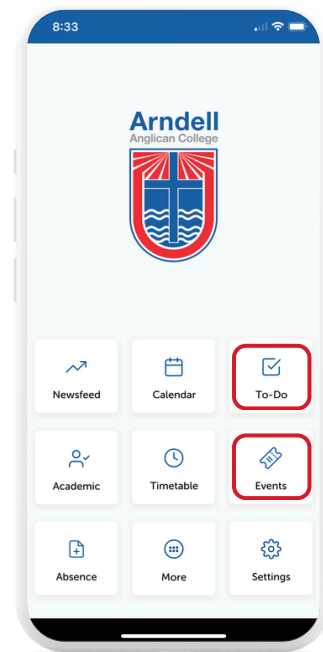 8:33
Arndell
Anglican College
Newsfeed Calendar To-Do
Academic Timetable Events
Absence More Settings